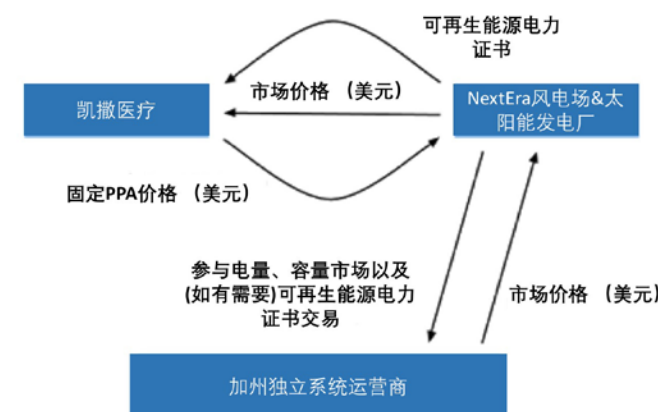 可再生能源电力
证书
市场价格 （美元）
凯撒医疗
NextEra风电场&太
阳能发电厂
固定PPA价格 （美元）
参与电量、容量市场以及
(如有需要)可再生能源电力
证书交易
市场价格 （美元）
加州独立系统运营商